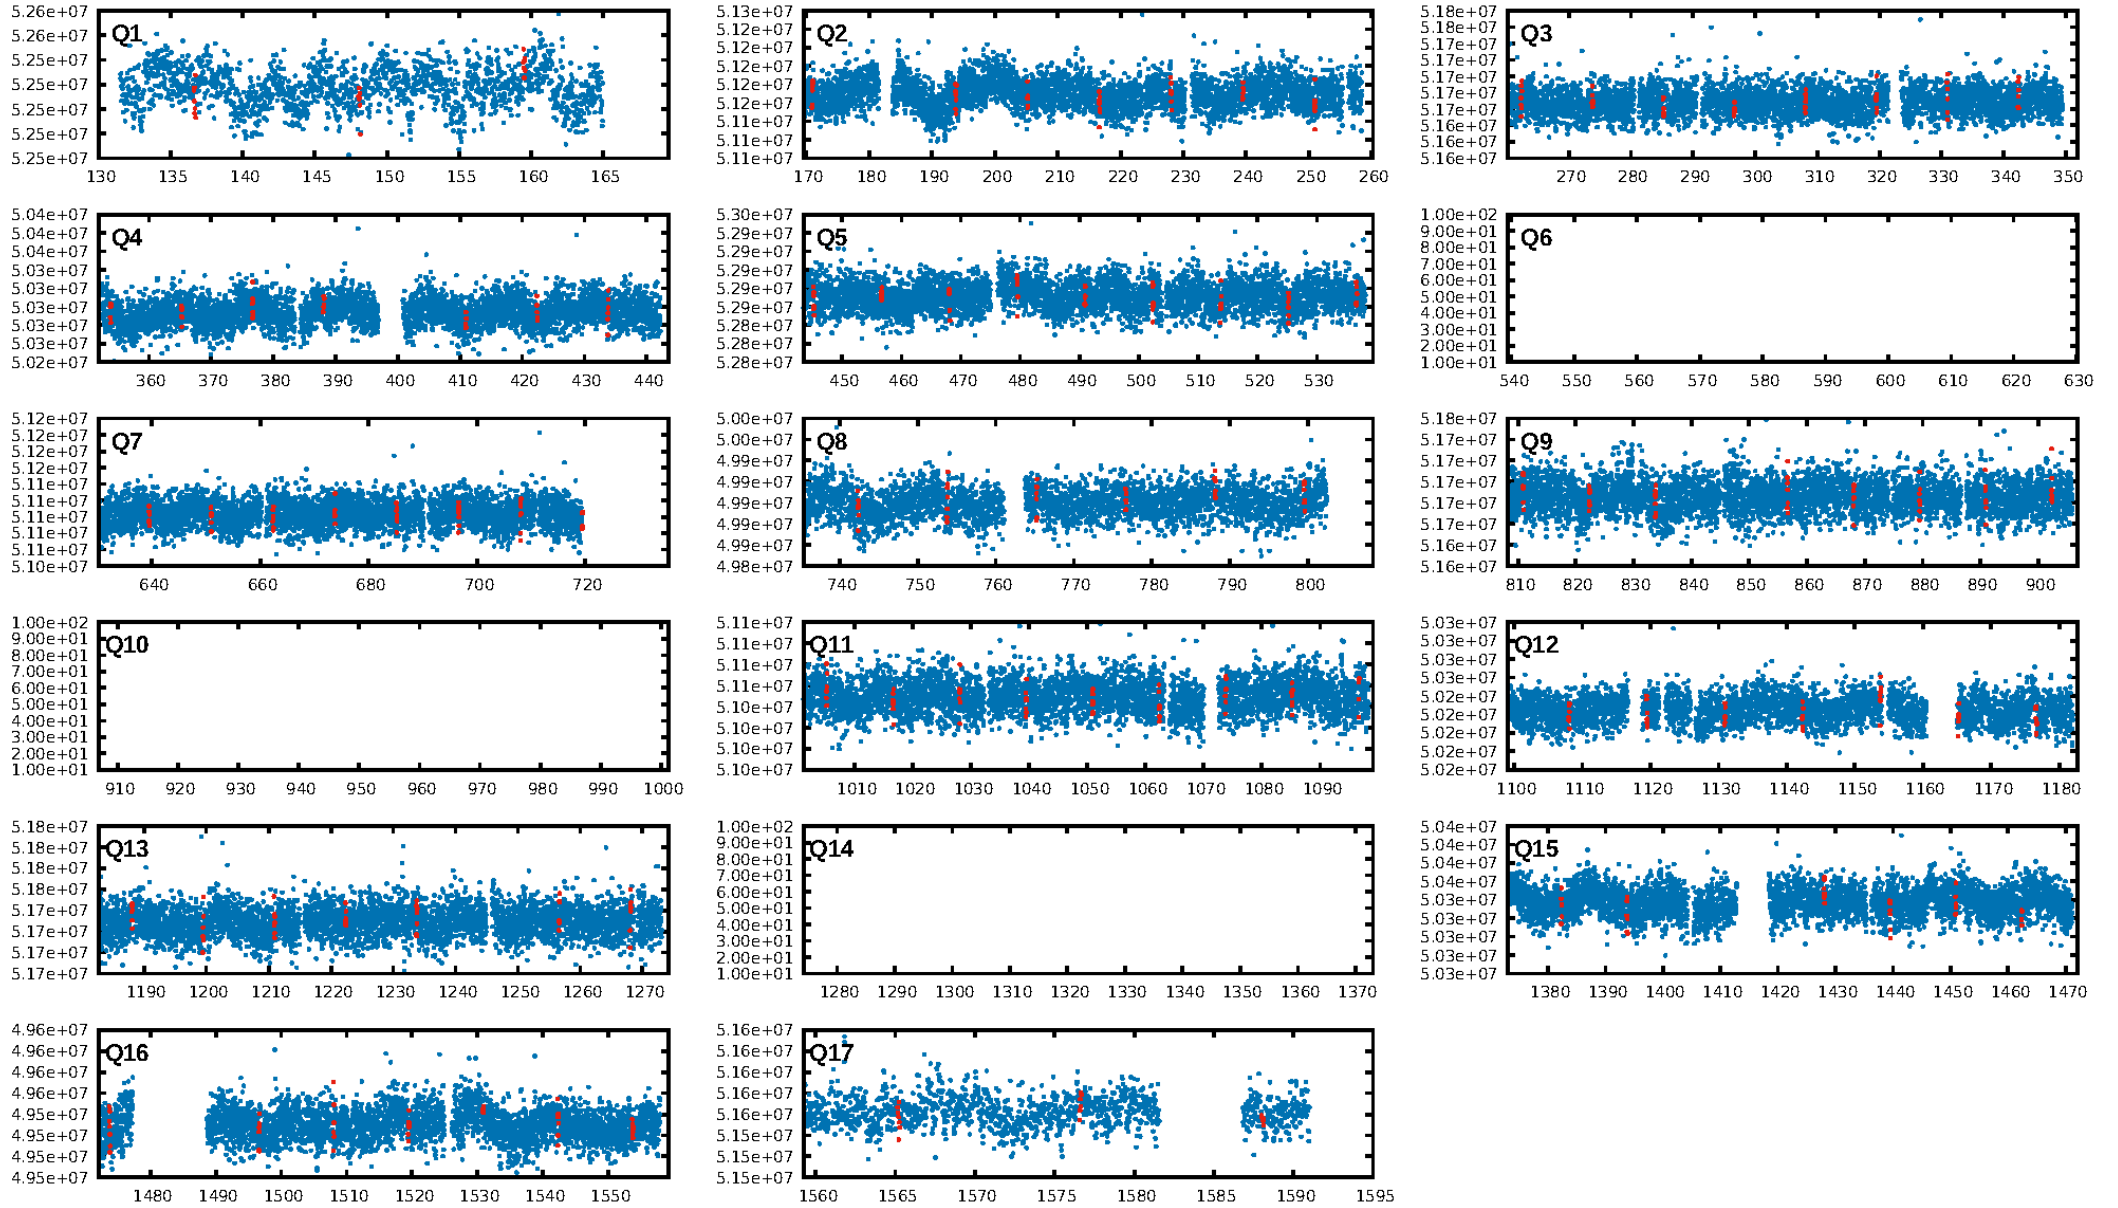 5.26e+07 5.26e+07 5.25e+07 5.25e+07 5.25e+07 5.25e+07 5.25e+07
Q1
130 135 140 145 150 155 160 165
5.13e+07 5.12e+07 5.12e+07 5.12e+07 5.12e+07 5.11e+07 5.11e+07 5.11e+07
Q2
170 180 190 200 210 220 230 240 250 260
5.18e+07 5.18e+07 5.17e+07 5.17e+07 5.17e+07 5.17e+07 5.17e+07 5.16e+07 5.16e+07 5.16e+07
Q3
270 280 290 300 310 320 330 340 350
5.04e+07 5.04e+07 5.04e+07 5.03e+07 5.03e+07 5.03e+07 5.03e+07 5.03e+07 5.02e+07
Q4
360 370 380 390 400 410 420 430 440
5.30e+07 5.29e+07 5.29e+07 5.29e+07 5.29e+07 5.28e+07 5.28e+07 5.28e+07
Q5
450 460 470 480 490 500 510 520 530
1.00e+02 9.00e+01 8.00e+01 7.00e+01 6.00e+01 5.00e+01 4.00e+01 3.00e+01 2.00e+01 1.00e+01
Q6
540 550 560 570 580 590 600 610 620 630
5.12e+07 5.12e+07 5.12e+07 5.12e+07 5.11e+07 5.11e+07 5.11e+07 5.11e+07 5.11e+07 5.10e+07
Q7
640 660 680 700 720
5.00e+07 5.00e+07 4.99e+07 4.99e+07 4.99e+07 4.99e+07 4.99e+07 4.98e+07
Q8
740 750 760 770 780 790 800
5.18e+07 5.17e+07 5.17e+07 5.17e+07 5.17e+07 5.17e+07 5.16e+07 5.16e+07
Q9
810 820 830 840 850 860 870 880 890 900
1.00e+02 9.00e+01 8.00e+01 7.00e+01 6.00e+01 5.00e+01 4.00e+01 3.00e+01 2.00e+01 1.00e+01
Q10
910 920 930 940 950 960 970 980 990 1000
5.11e+07 5.11e+07 5.11e+07 5.11e+07 5.10e+07 5.10e+07 5.10e+07 5.10e+07
Q11
1010 1020 1030 1040 1050 1060 1070 1080 1090
5.03e+07 5.03e+07 5.03e+07 5.03e+07 5.02e+07 5.02e+07 5.02e+07 5.02e+07 5.02e+07
Q12
1100 1110 1120 1130 1140 1150 1160 1170 1180
5.18e+07 5.18e+07 5.18e+07 5.18e+07 5.17e+07 5.17e+07 5.17e+07 5.17e+07
Q13
1190 1200 1210 1220 1230 1240 1250 1260 1270
1.00e+02 9.00e+01 8.00e+01 7.00e+01 6.00e+01 5.00e+01 4.00e+01 3.00e+01 2.00e+01 1.00e+01
Q14
1280 1290 1300 1310 1320 1330 1340 1350 1360 1370
5.04e+07 5.04e+07 5.04e+07 5.04e+07 5.03e+07 5.03e+07 5.03e+07 5.03e+07
Q15
1380 1390 1400 1410 1420 1430 1440 1450 1460 1470
4.96e+07 4.96e+07 4.96e+07 4.96e+07 4.95e+07 4.95e+07 4.95e+07 4.95e+07
Q16
1480 1490 1500 1510 1520 1530 1540 1550
5.16e+07 5.16e+07 5.16e+07 5.16e+07 5.16e+07 5.15e+07 5.15e+07 5.15e+07
Q17
1560 1565 1570 1575 1580 1585 1590 1595